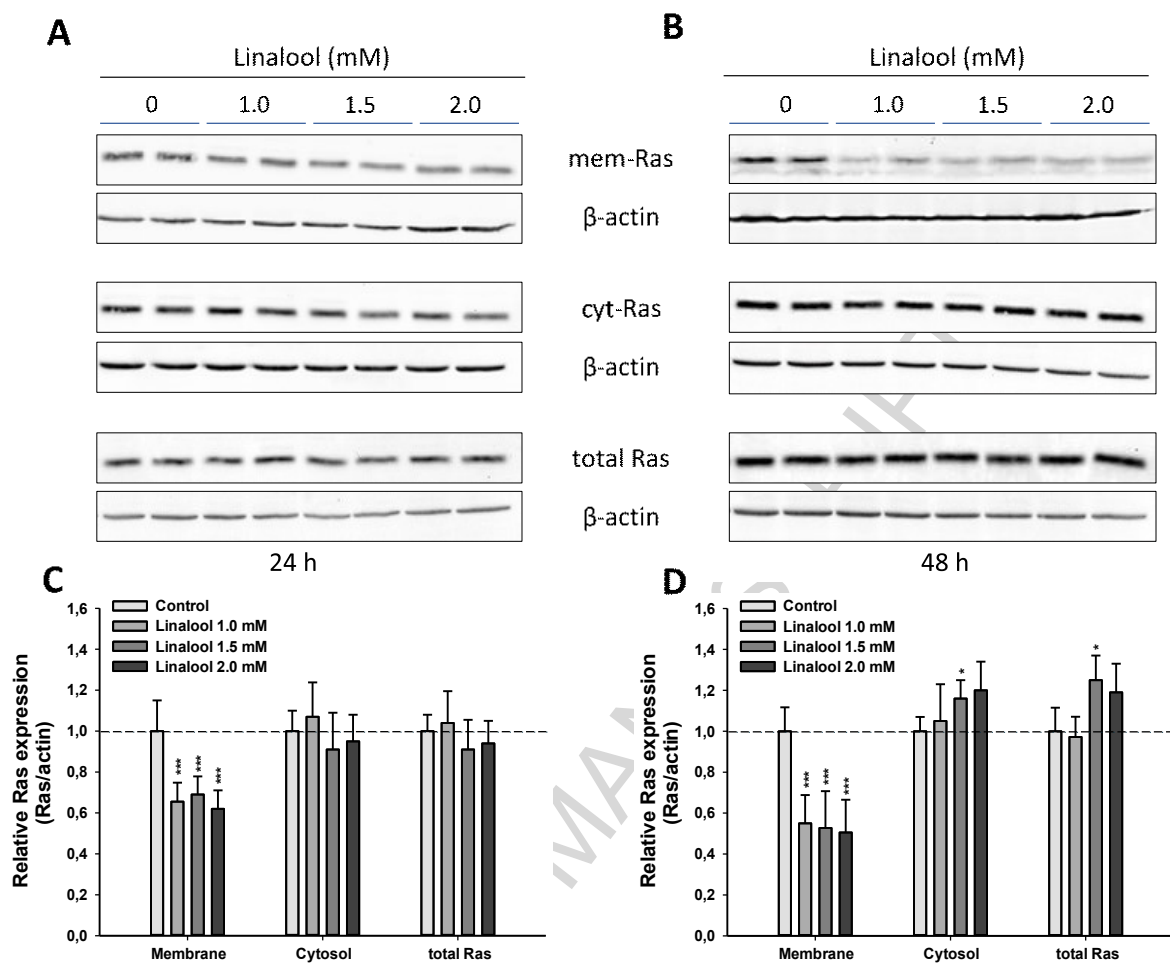 A
B
Linalool (mM)
Linalool (mM)
0 1.0 1.5 2.0
0 1.0 1.5 2.0
mem-Ras
β-actin
cyt-Ras
β-actin
total Ras
β-actin
24 h
48 h
C
D
Control
Linalool 1.0 mM
Linalool 1.5 mM
Linalool 2.0 mM
Relative Ras expression
(Ras/actin)
1,6
1,4
1,2
1,0
0,8
0,6
0,4
0,2
0,0
*** *** ***
Membrane Cytosol total Ras
Control
Linalool 1.0 mM
Linalool 1.5 mM
Linalool 2.0 mM
Relative Ras expression
(Ras/actin)
1,6
1,4
1,2
1,0
0,8
0,6
0,4
0,2
0,0
*** *** *** * *
Membrane Cytosol total Ras